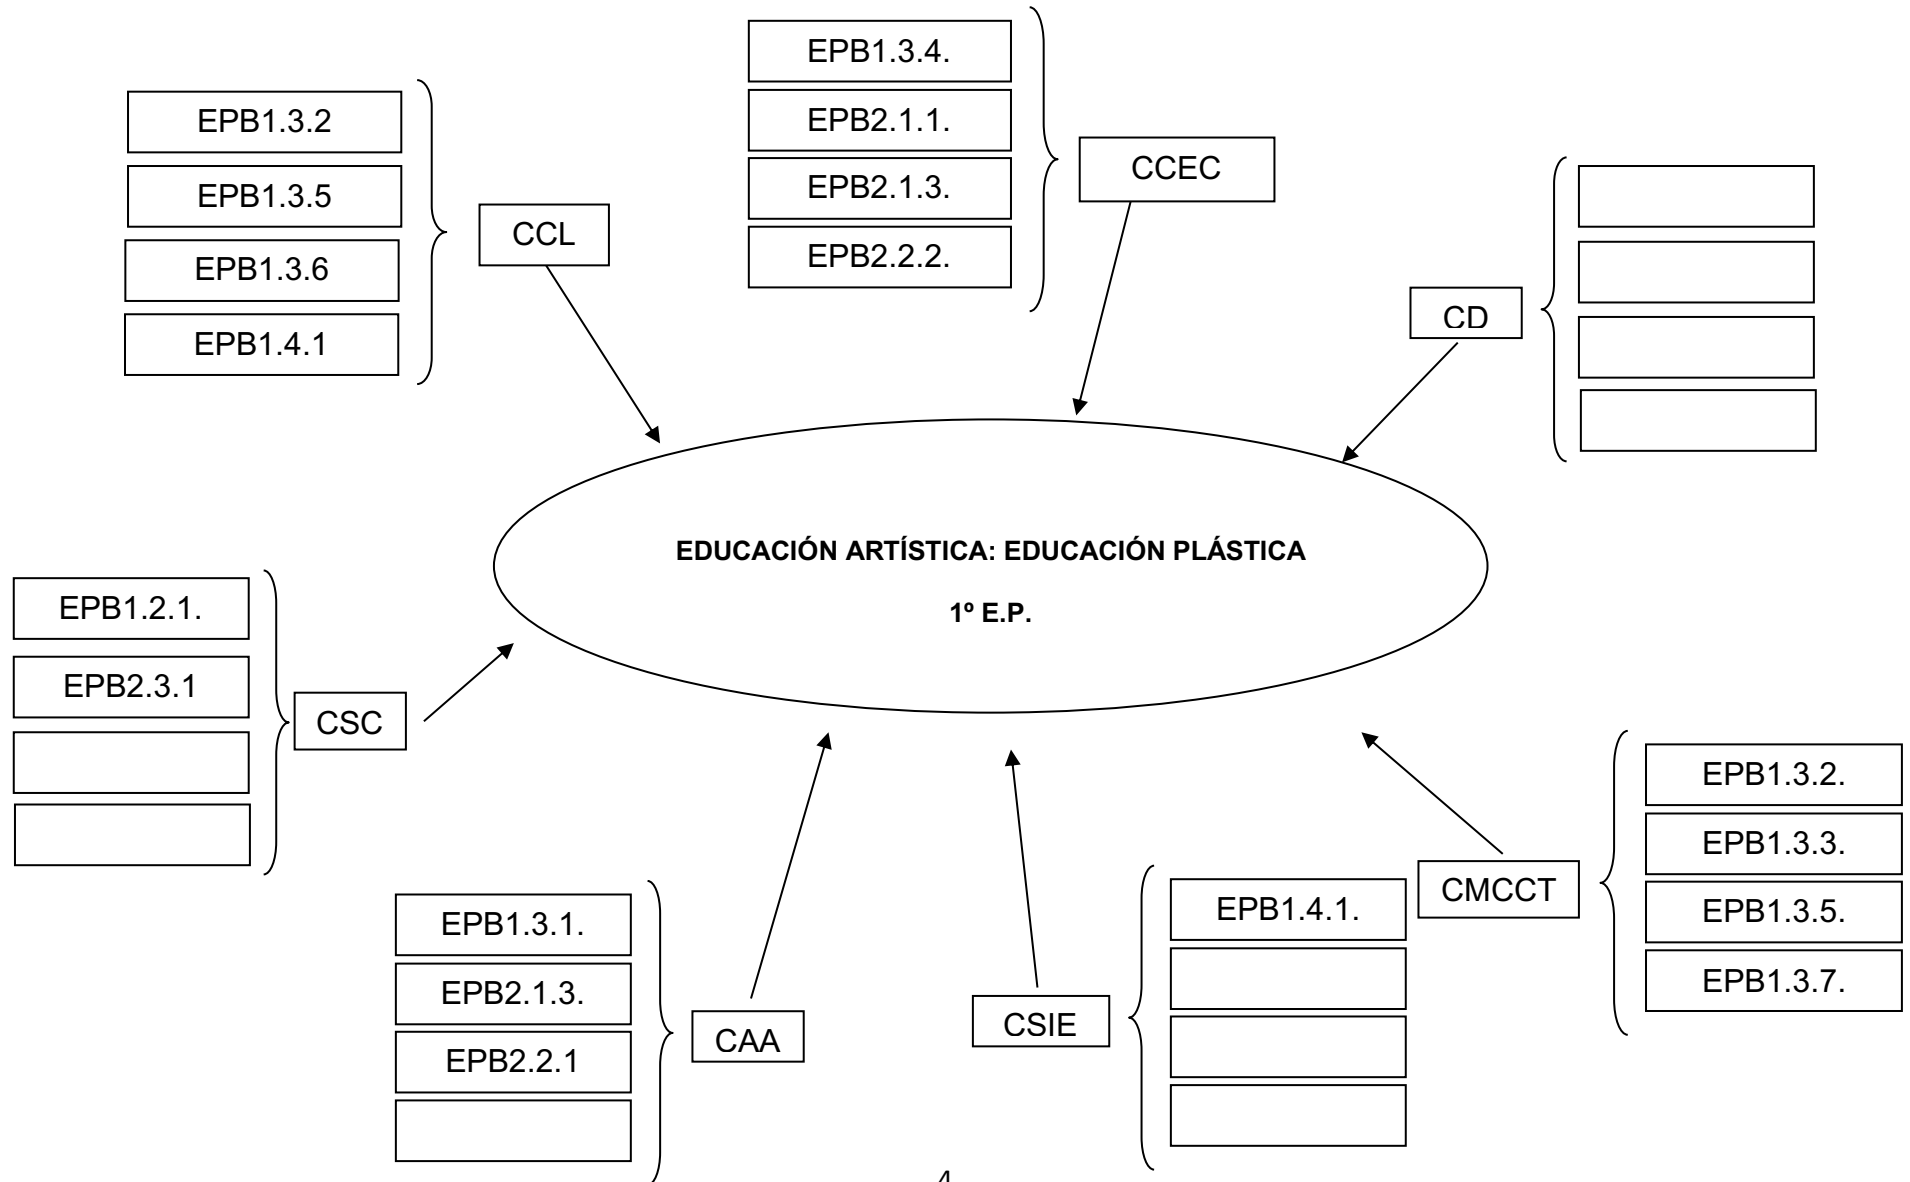 EPB1.3.4.
EPB2.1.1.
EPB2.1.3.
EPB2.2.2.
CCEC
EPB1.3.2
EPB1.3.5
EPB1.3.6
EPB1.4.1
CCL
CD
EDUCACIÓN ARTÍSTICA: EDUCACIÓN PLÁSTICA
1º E.P.
EPB1.2.1.
EPB2.3.1
CSC
EPB1.3.1.
EPB2.1.3.
EPB2.2.1
CAA
CSIE
EPB1.4.1.
CMCCT
EPB1.3.2.
EPB1.3.3.
EPB1.3.5.
EPB1.3.7.
4